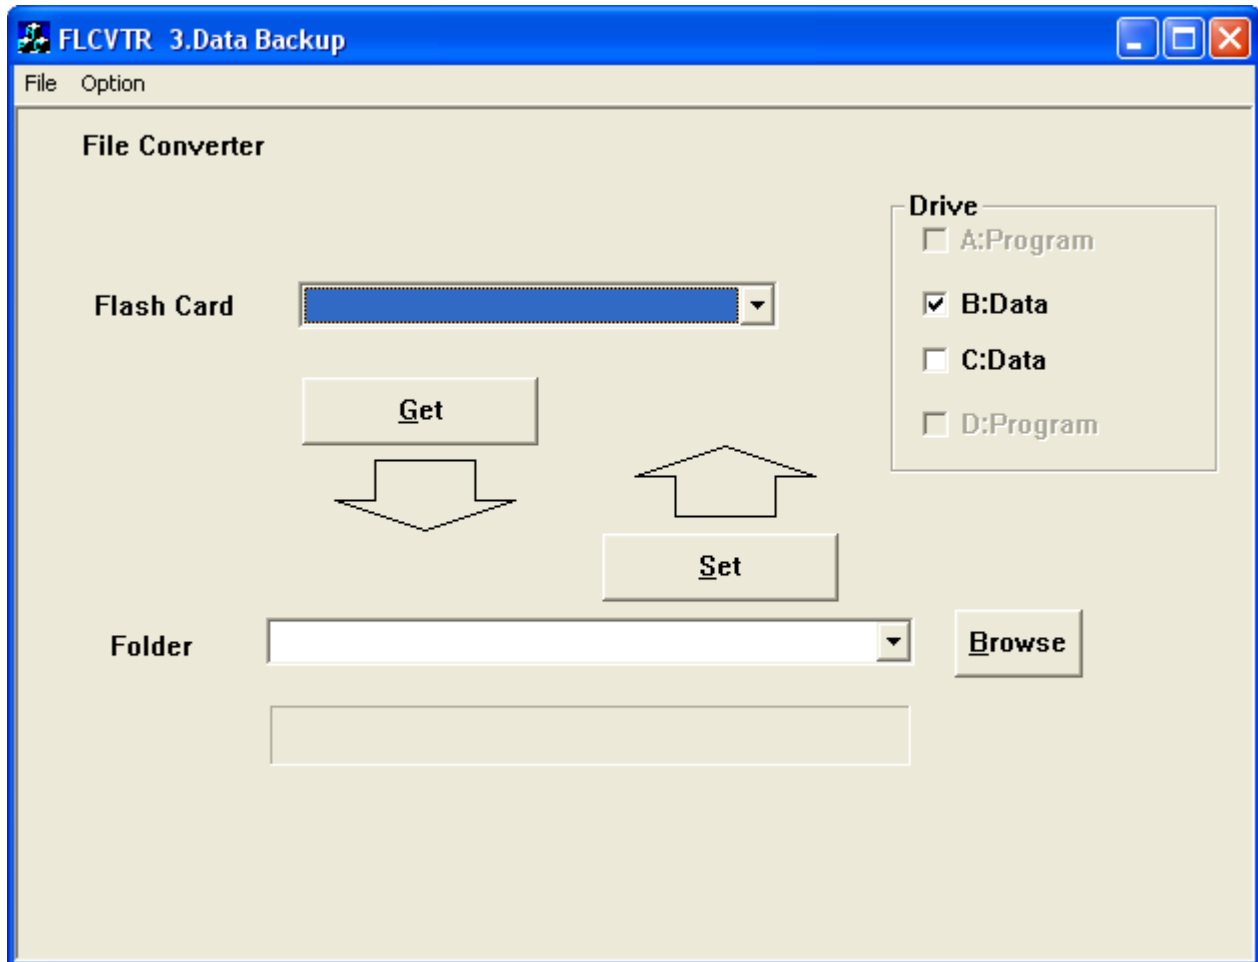 FLCVTR 3.Data Backup
File Option
File Converter
Drive
A:Program
Flash Card
B:Data
C:Data
Get
D:Program
Set
Folder
Browse